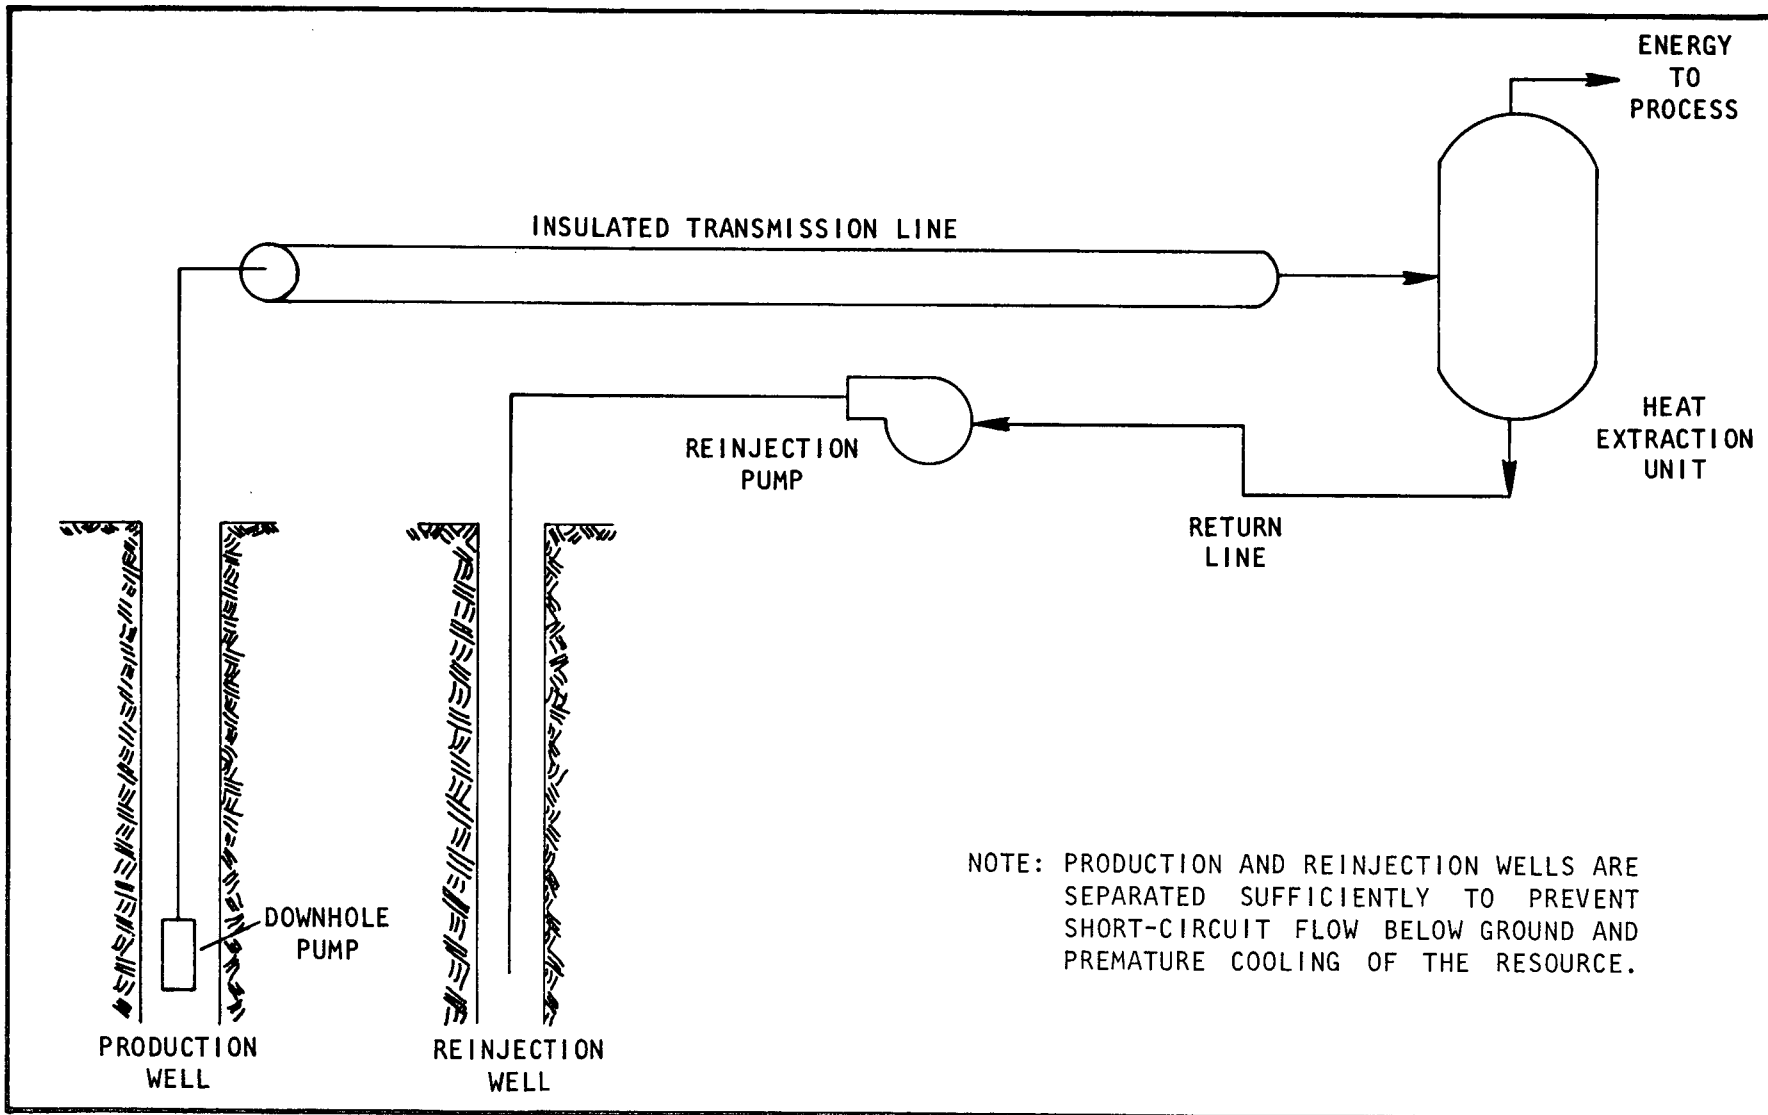 ENERGY
TO
PROCESS
INSULATED TRANSMISSION LINE
HEAT
EXTRACTION
UNIT
REINJECTION
PUMP
RETURN
LINE
DOWNHOLE
PUMP
PRODUCTION
WELL
REINJECTION
WELL
NOTE: PRODUCTION AND REINJECTION WELLS ARE
SEPARATED SUFFICIENTLY TO PREVENT
SHORT-CIRCUIT FLOW BELOW GROUND AND
PREMATURE COOLING OF THE RESOURCE.